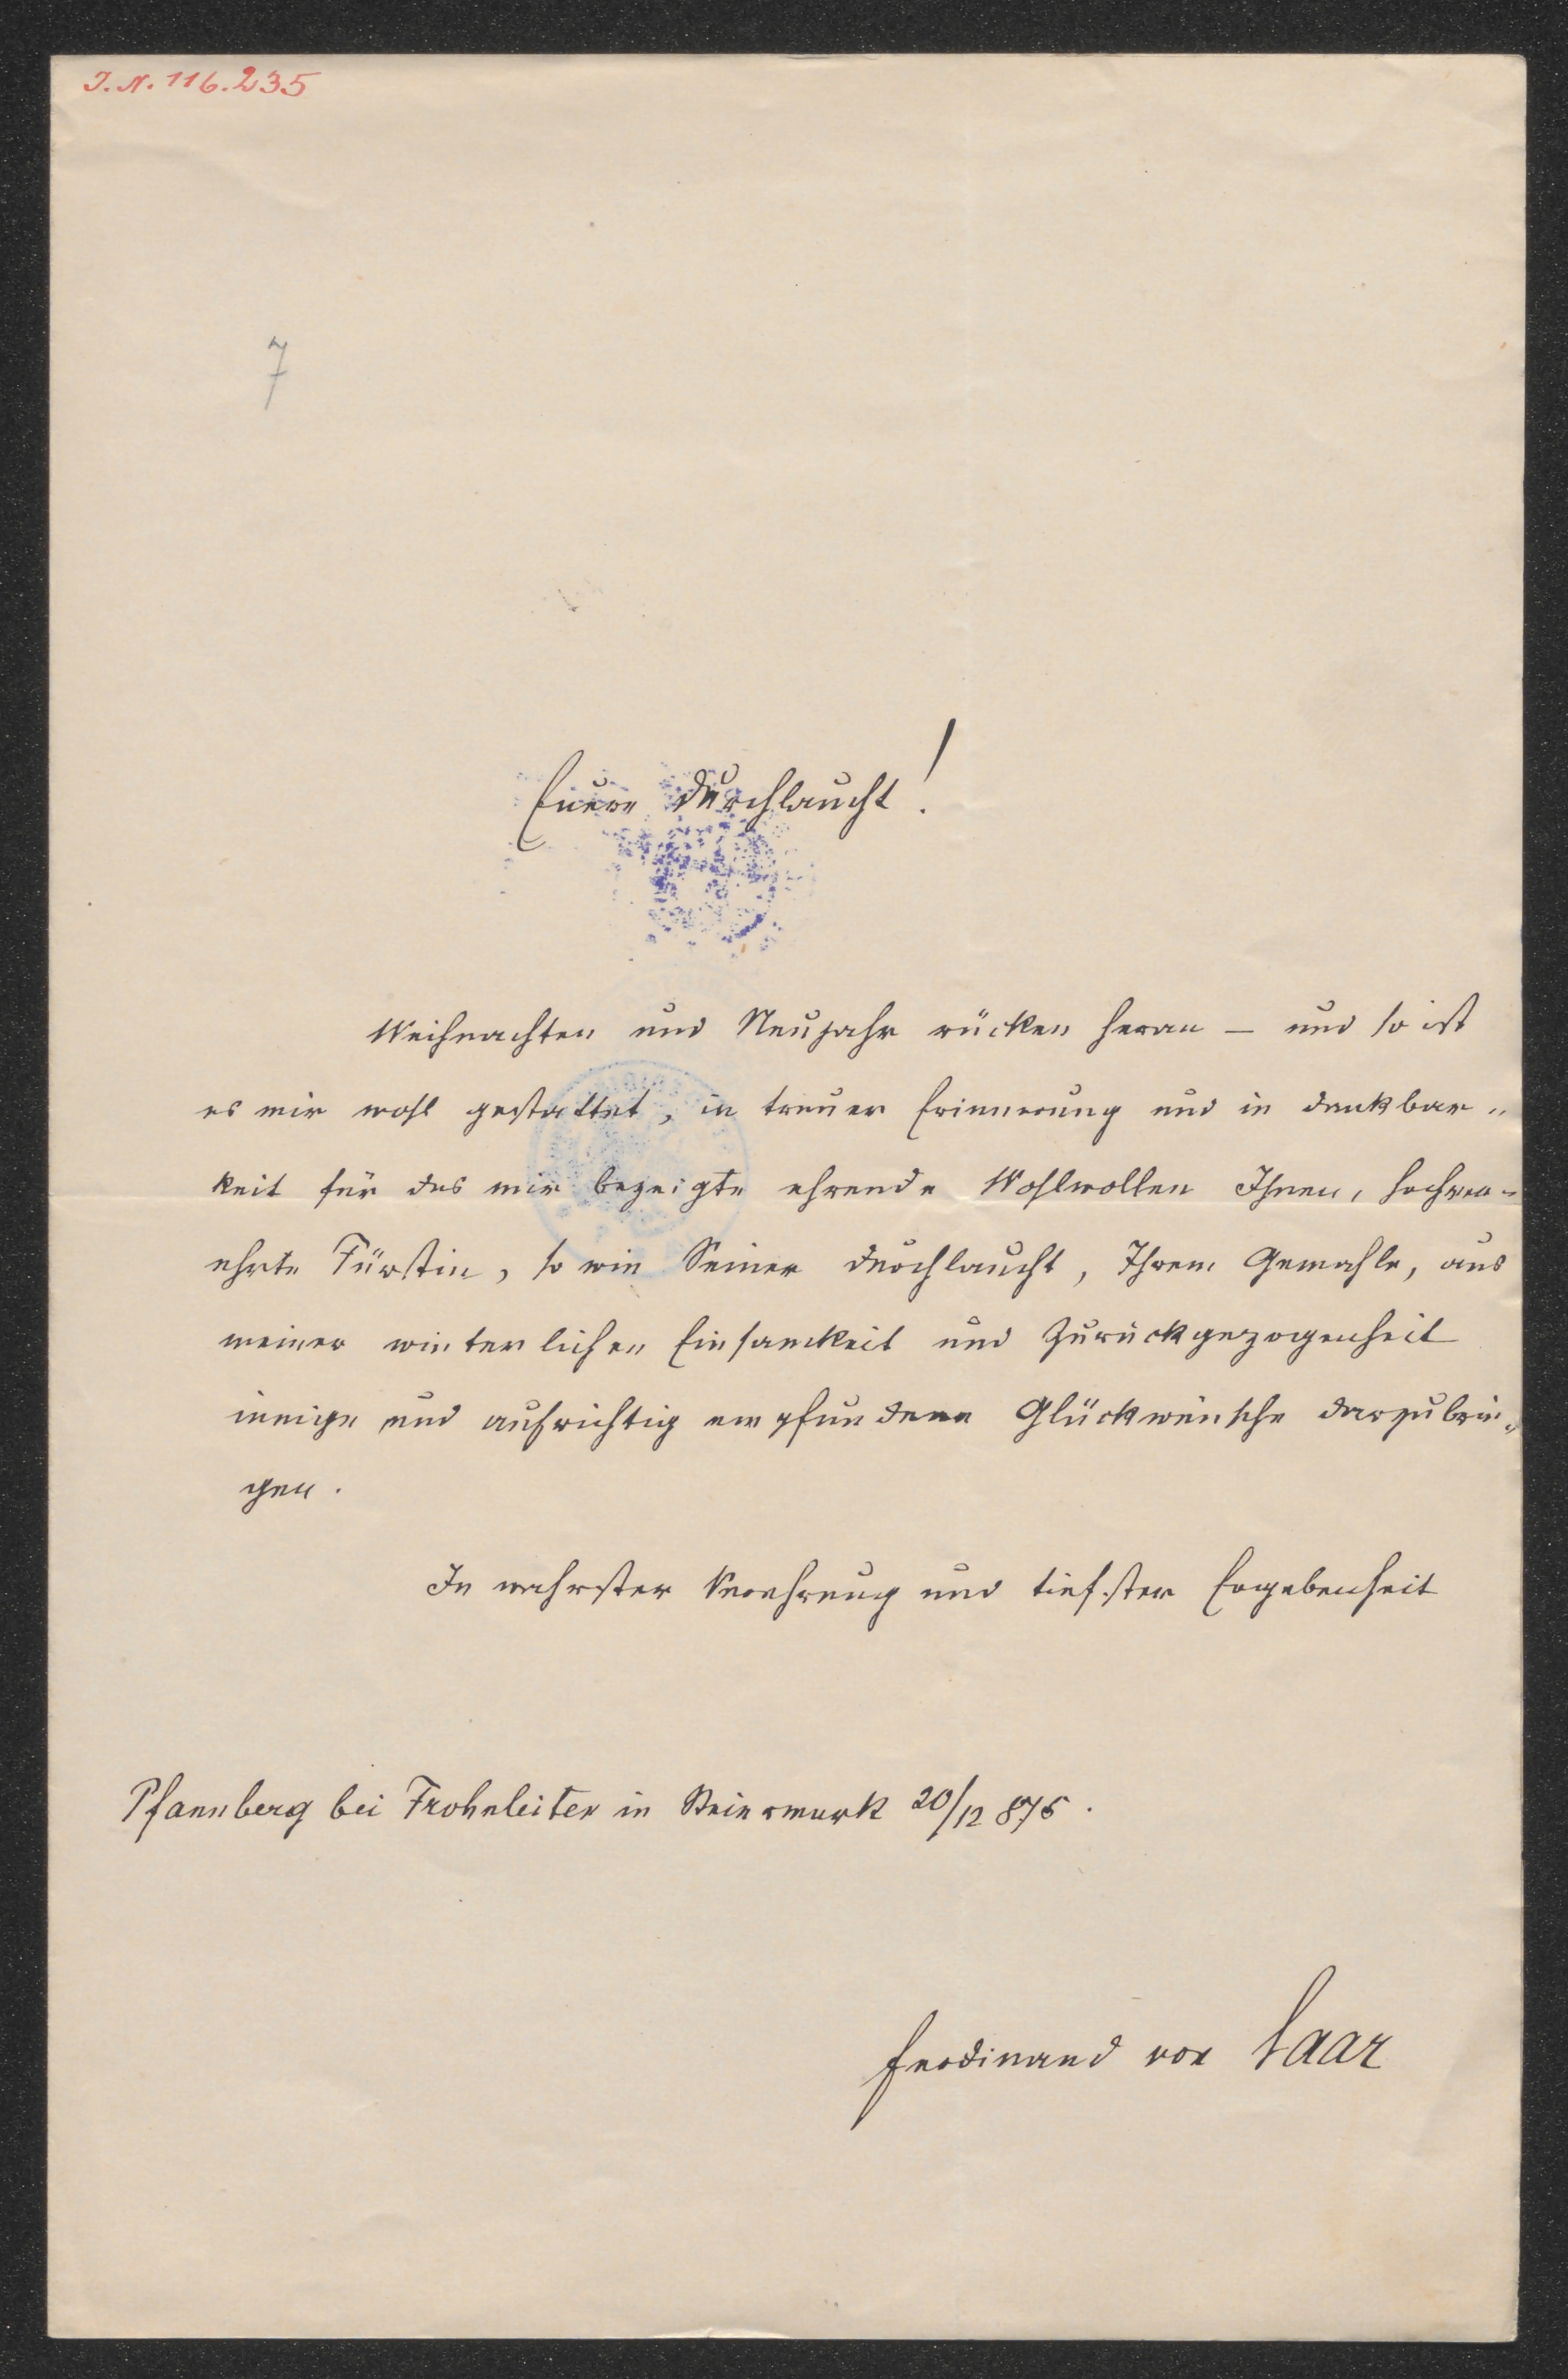 I. N. 116.235
7
Euere Durchlaucht!
Weihnachten und Neujahr rücken heran – und so ist
es mir wohl gestattet, in treuer Erinnerung und in Dankbar-
keit für das mir bezeigte ehrende Wohlwollen Ihnen, hochver-
ehrte Fürstin, so wie Seiner Durchlaucht, Ihrem Gemahle, aus
meiner winterlichen Einsamkeit und Zurückgezogenheit
innige und aufrichtig empfundene Glückwünsche darzubrin-
gen.
In wahrster Verehrung und tiefster Ergebenheit
Pfannberg bei Frohnleiten in Steiermark 20/12 875.
Ferdinand von Saar